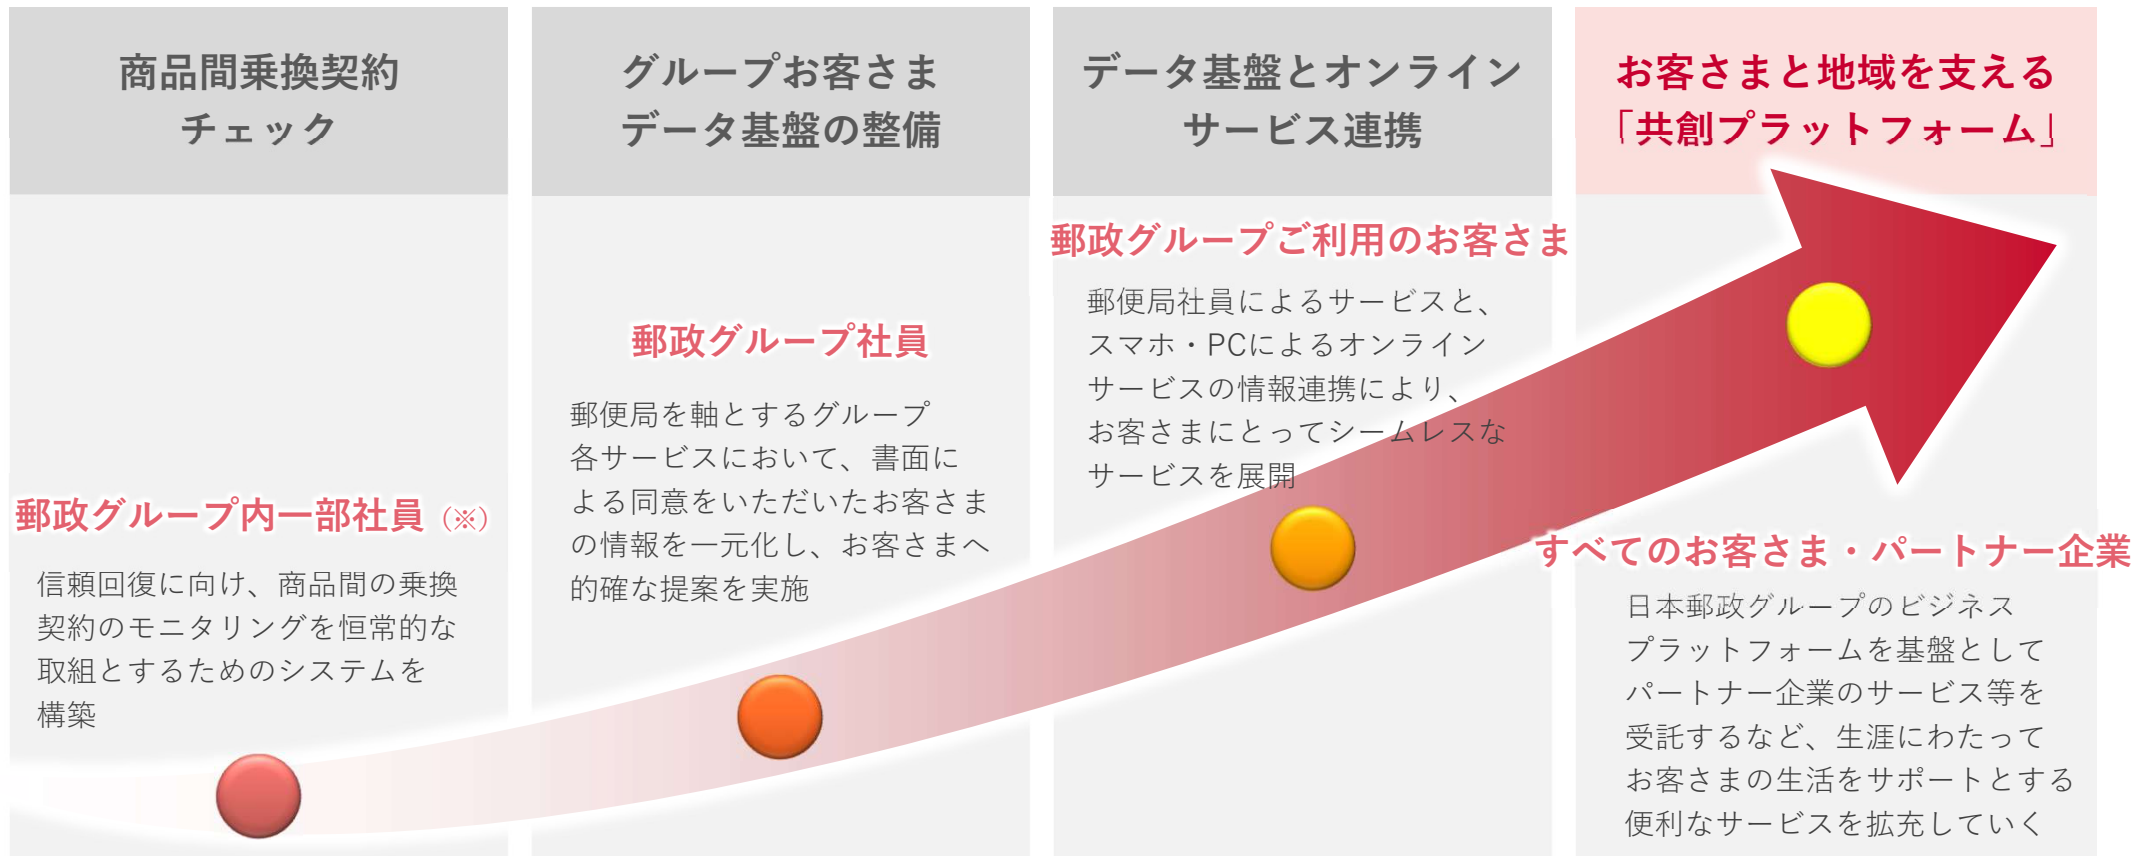 商品間乗換契約
チェック
郵政グループ内一部社員（※）
信頼回復に向け、商品間の乗換
契約のモニタリングを恒常的な
取組とするためのシステムを
構築
グループお客さま
データ基盤の整備
郵政グループ社員
郵便局を軸とするグループ
各サービスにおいて、書面に
よる同意をいただいたお客さま
の情報を一元化し、お客さまへ
的確な提案を実施
データ基盤とオンライン
サービス連携
郵政グループご利用のお客さま
郵便局社員によるサービスと、
スマホ・PCによるオンライン
サービスの情報連携により、
お客さまにとってシームレスな
サービスを展開
お客さまと地域を支える
「共創プラットフォーム」
すべてのお客さま・パートナー企業
日本郵政グループのビジネス
プラットフォームを基盤として
パートナー企業のサービス等を
受託するなど、生涯にわたって
お客さまの生活をサポートとする
便利なサービスを拡充していく